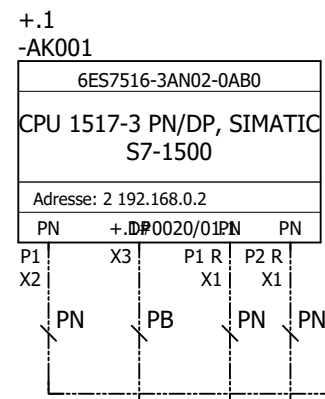 +.1
-AK001
6ES7516-3AN02-0AB0
CPU 1517-3 PN/DP, SIMATIC
S7-1500
Adresse: 2 192.168.0.2
PN PN PN
P1 X3 P1 R P2 R
X2 X1 X1
PN PB PN PN